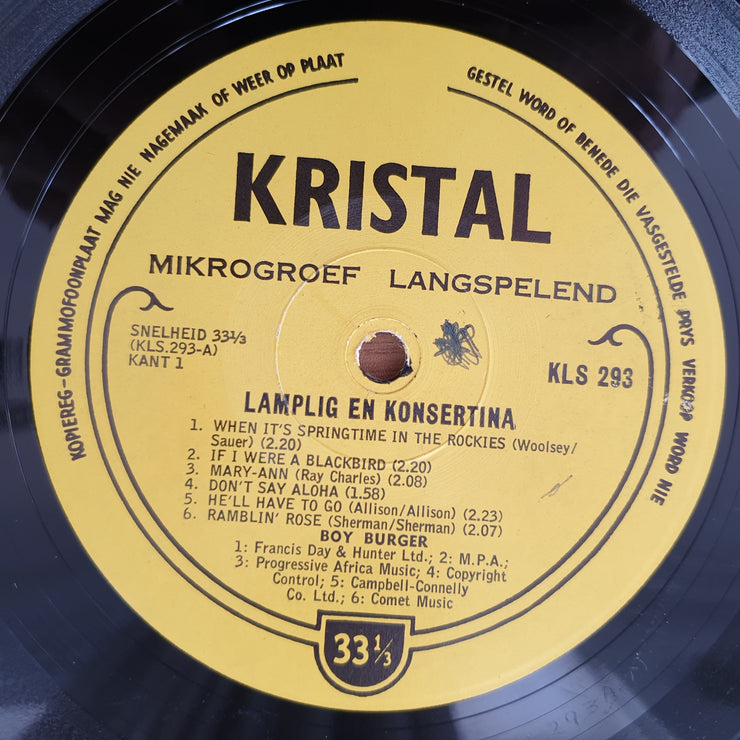 KOPIEREG-GRAMMOFOONPLAAT MAG NIE NAGEMAAK OF WEER OP PLAAT
GESTEL WORD OF BENEDE DIE VASGESTELDE PRYS VERKOOP WORD NIE
KRISTAL
MIKROGROEF LANGSPELEND
SNELHEID 33⅓
(KLS.293-A)
KANT 1
KLS 293
LAMPLIG EN KONSERTINA
1. WHEN IT'S SPRINGTIME IN THE ROCKIES (Woolsey/
Sauer) (2.20)
2. IF I WERE A BLACKBIRD (2.20)
3. MARY-ANN (Ray Charles) (2.08)
4. DON'T SAY ALOHA (1.58)
5. HE'LL HAVE TO GO (Allison/Allison) (2.23)
6. RAMBLIN' ROSE (Sherman/Sherman) (2.07)
BOY BURGER
1: Francis Day & Hunter Ltd.; 2: M.P.A.;
3: Progressive Africa Music; 4: Copyright
Control; 5: Campbell-Connelly
Co. Ltd.; 6: Comet Music
33⅓